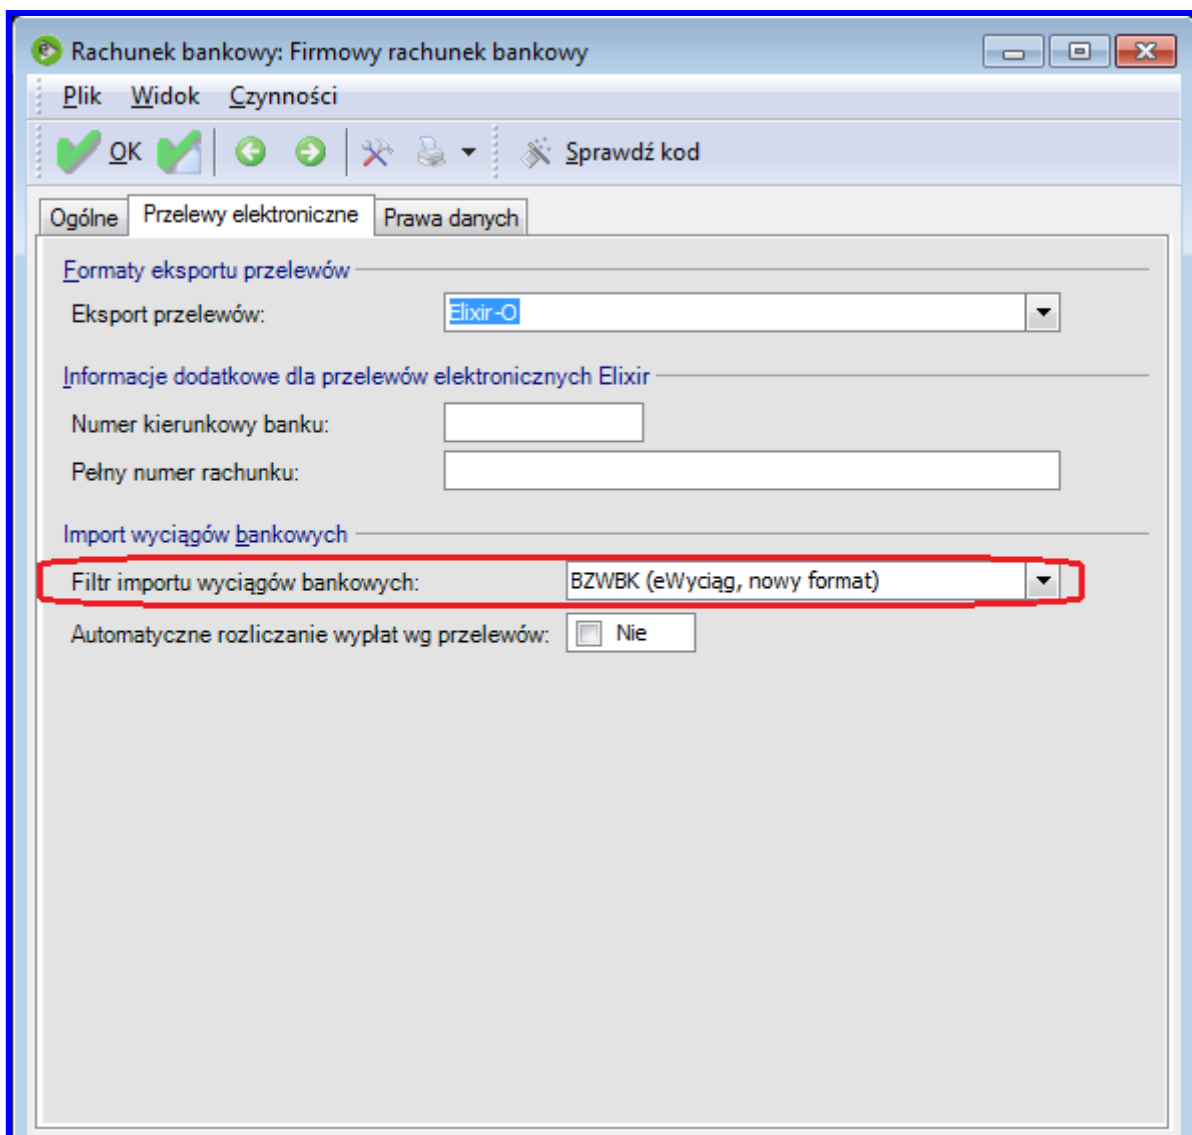 Rachunek bankowy: Firmowy rachunek bankowy
Plik Widok Czynności
OK Sprawdź kod
Ogólne Przelewy elektroniczne Prawa danych
Formaty eksportu przelewów
Eksport przelewów: Elixir-O
Informacje dodatkowe dla przelewów elektronicznych Elixir
Numer kierunkowy banku:
Pełny numer rachunku:
Import wyciągów bankowych
Filtr importu wyciągów bankowych: BZWBK (eWyciąg, nowy format)
Automatyczne rozliczanie wypłat wg przelewów: Nie